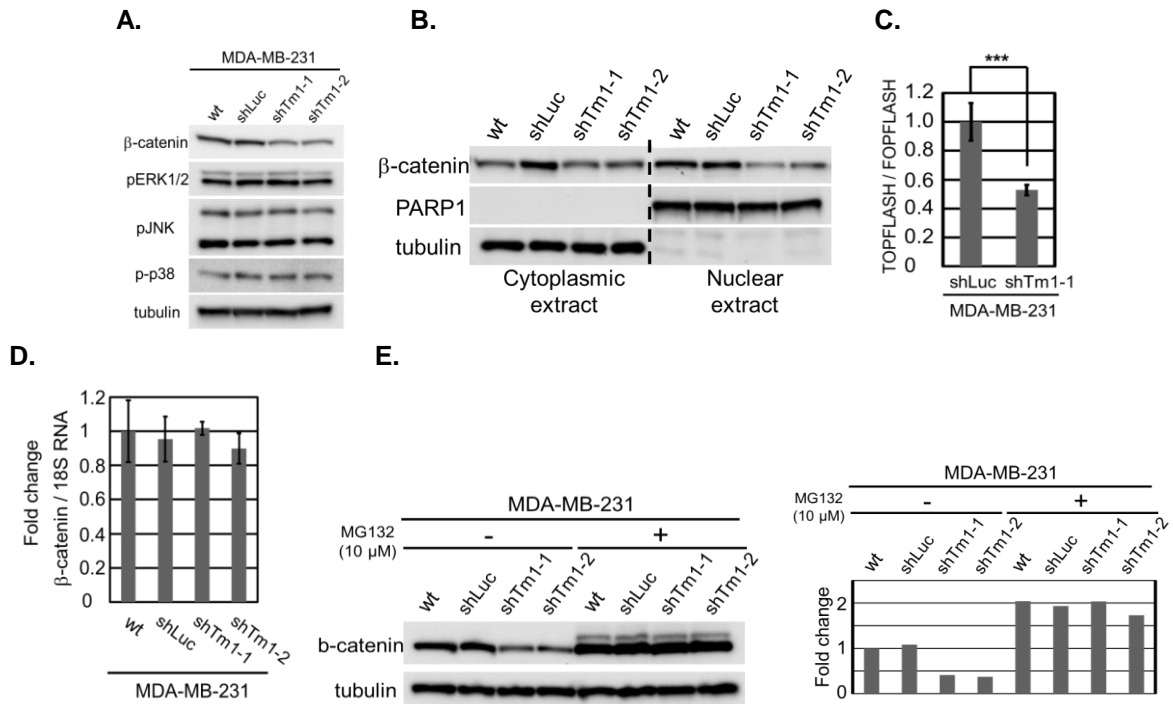 A.
MDA-MB-231
wt shLuc shTm1-1 shTm1-2
β-catenin
pERK1/2
pJNK
p-p38
tubulin
B.
wt shLuc shTm1-1 shTm1-2 wt shLuc shTm1-1 shTm1-2
β-catenin
PARP1
tubulin
Cytoplasmic extract
Nuclear extract
C.
***
TOPFLASH / FOPFLASH
1.2
1.0
0.8
0.6
0.4
0.2
0
shLuc shTm1-1
MDA-MB-231
D.
Fold change
β-catenin / 18S RNA
1.2
1
0.8
0.6
0.4
0.2
0
wt shLuc shTm1-1 shTm1-2
MDA-MB-231
E.
MDA-MB-231
MG132
(10 µM)
- +
wt shLuc shTm1-1 shTm1-2 wt shLuc shTm1-1 shTm1-2
b-catenin
tubulin
MDA-MB-231
MG132
(10 µM)
- +
wt shLuc shTm1-1 shTm1-2 wt shLuc shTm1-1 shTm1-2
Fold change
2
1
0